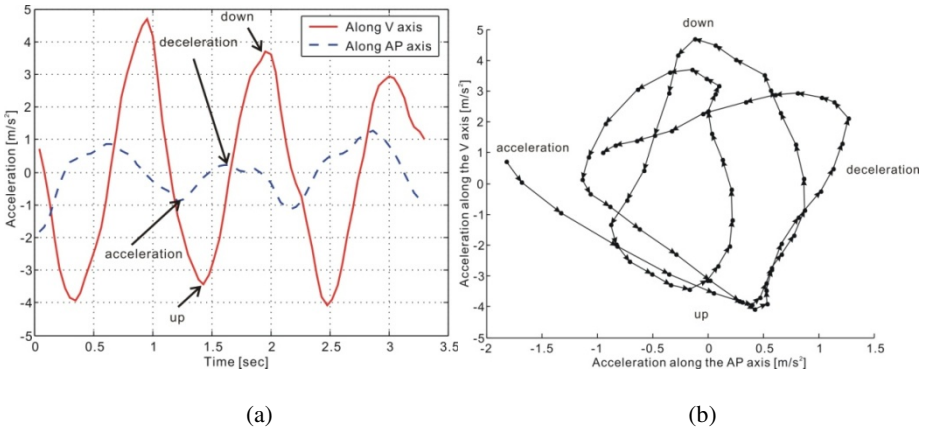 down
Along V axis
deceleration
Along AP axis
5
4
3
2
1
0
-1
-2
-3
-4
-5
Acceleration [m/s²]
acceleration
up
0
0.5
1
1.5
2
2.5
3
3.5
Time [sec]
(a)
5
4
3
2
1
0
-1
-2
-3
-4
-5
Acceleration along the V axis [m/s²]
down
acceleration
deceleration
up
-2
-1.5
-1
-0.5
0
0.5
1
1.5
Acceleration along the AP axis [m/s²]
(b)